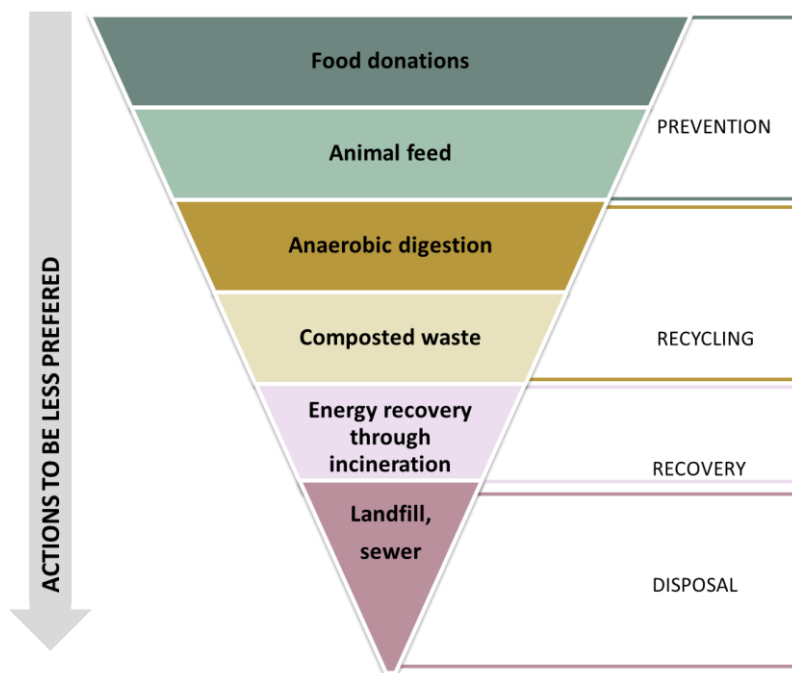 Food donations
Animal feed
PREVENTION
Anaerobic digestion
Composted waste
RECYCLING
Energy recovery
through
incineration
RECOVERY
Landfill,
sewer
DISPOSAL
ACTIONS TO BE LESS PREFERRED